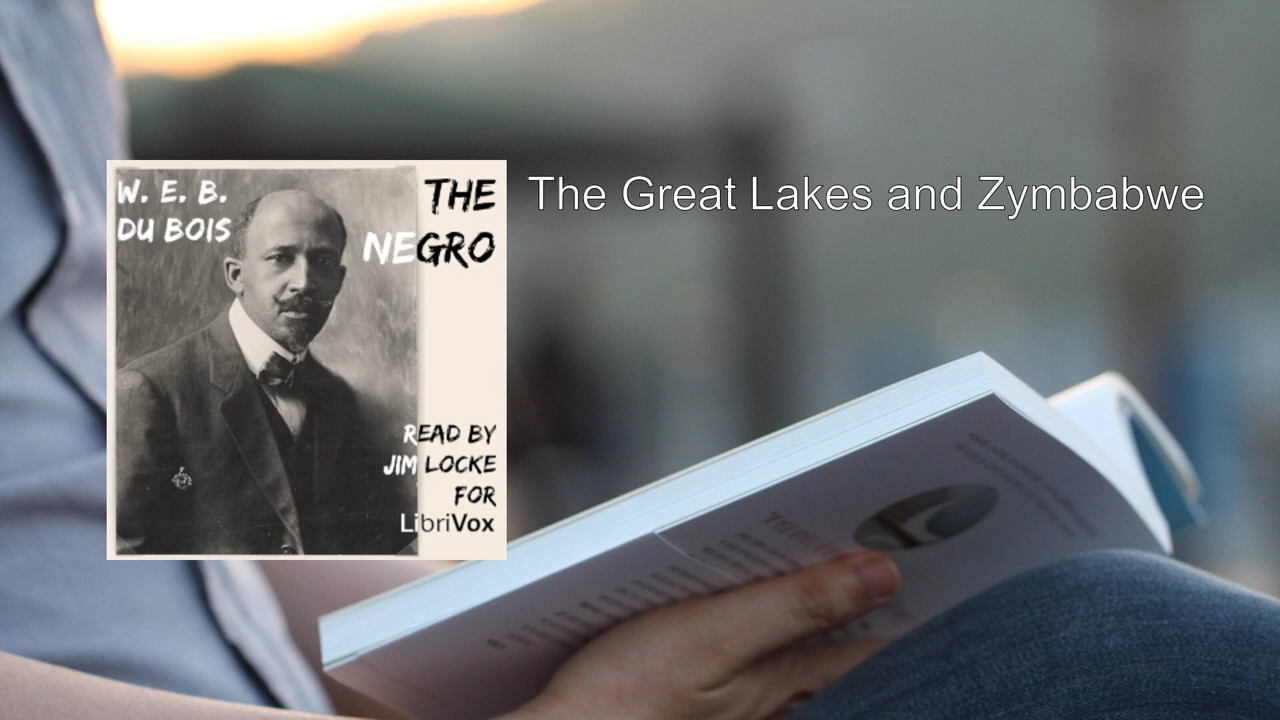 W. E. B.
DU BOIS
THE
NEGRO
READ BY
JIM LOCKE
FOR
LibriVox
The Great Lakes and Zymbabwe